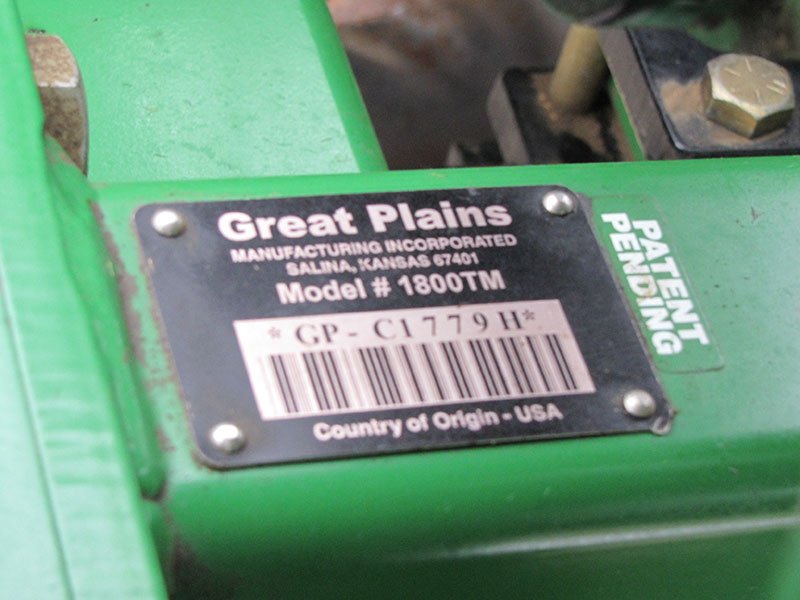 Great Plains
MANUFACTURING INCORPORATED
SALINA, KANSAS 67401
Model # 1800TM
* GP - C1779H *
Country of Origin - USA
PATENT
PENDING